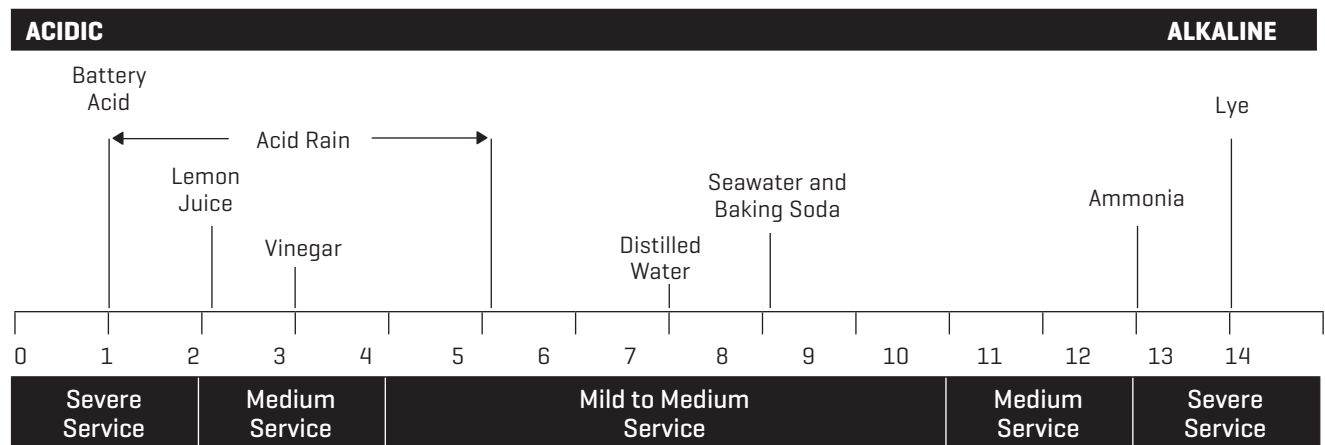 ACIDIC
ALKALINE
Battery
Acid
Acid Rain
Lye
Lemon
Juice
Vinegar
Seawater and
Baking Soda
Distilled
Water
Ammonia
0 1 2 3 4 5 6 7 8 9 10 11 12 13 14
Severe
Service
Medium
Service
Mild to Medium
Service
Medium
Service
Severe
Service